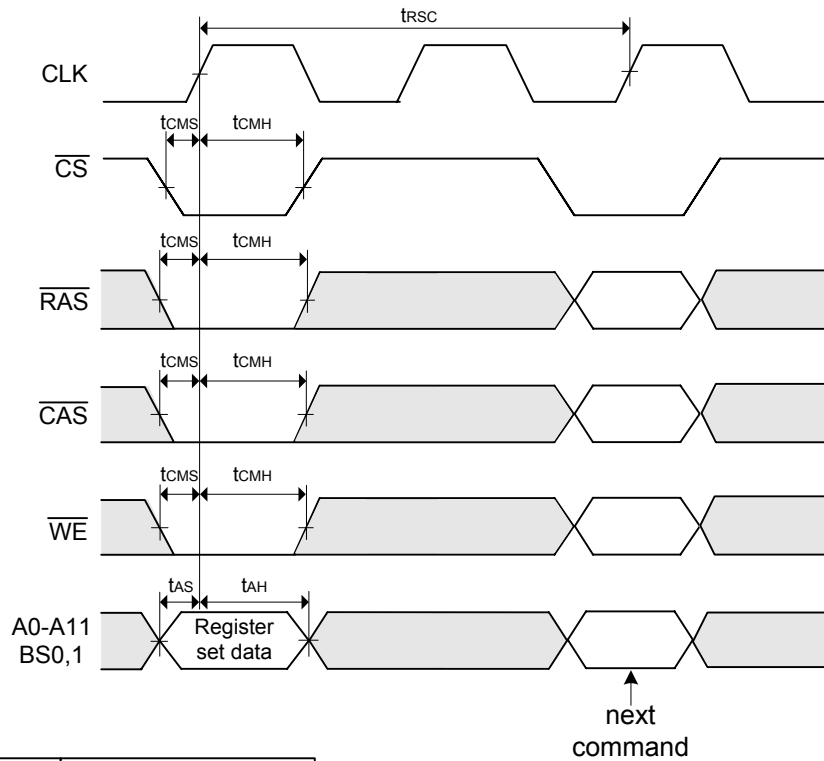 tRSC
CLK
tCMS tCMH
CS
tCMS tCMH
RAS
tCMS tCMH
CAS
tCMS tCMH
WE
tAS tAH
A0-A11
BS0,1
Register
set data
next
command